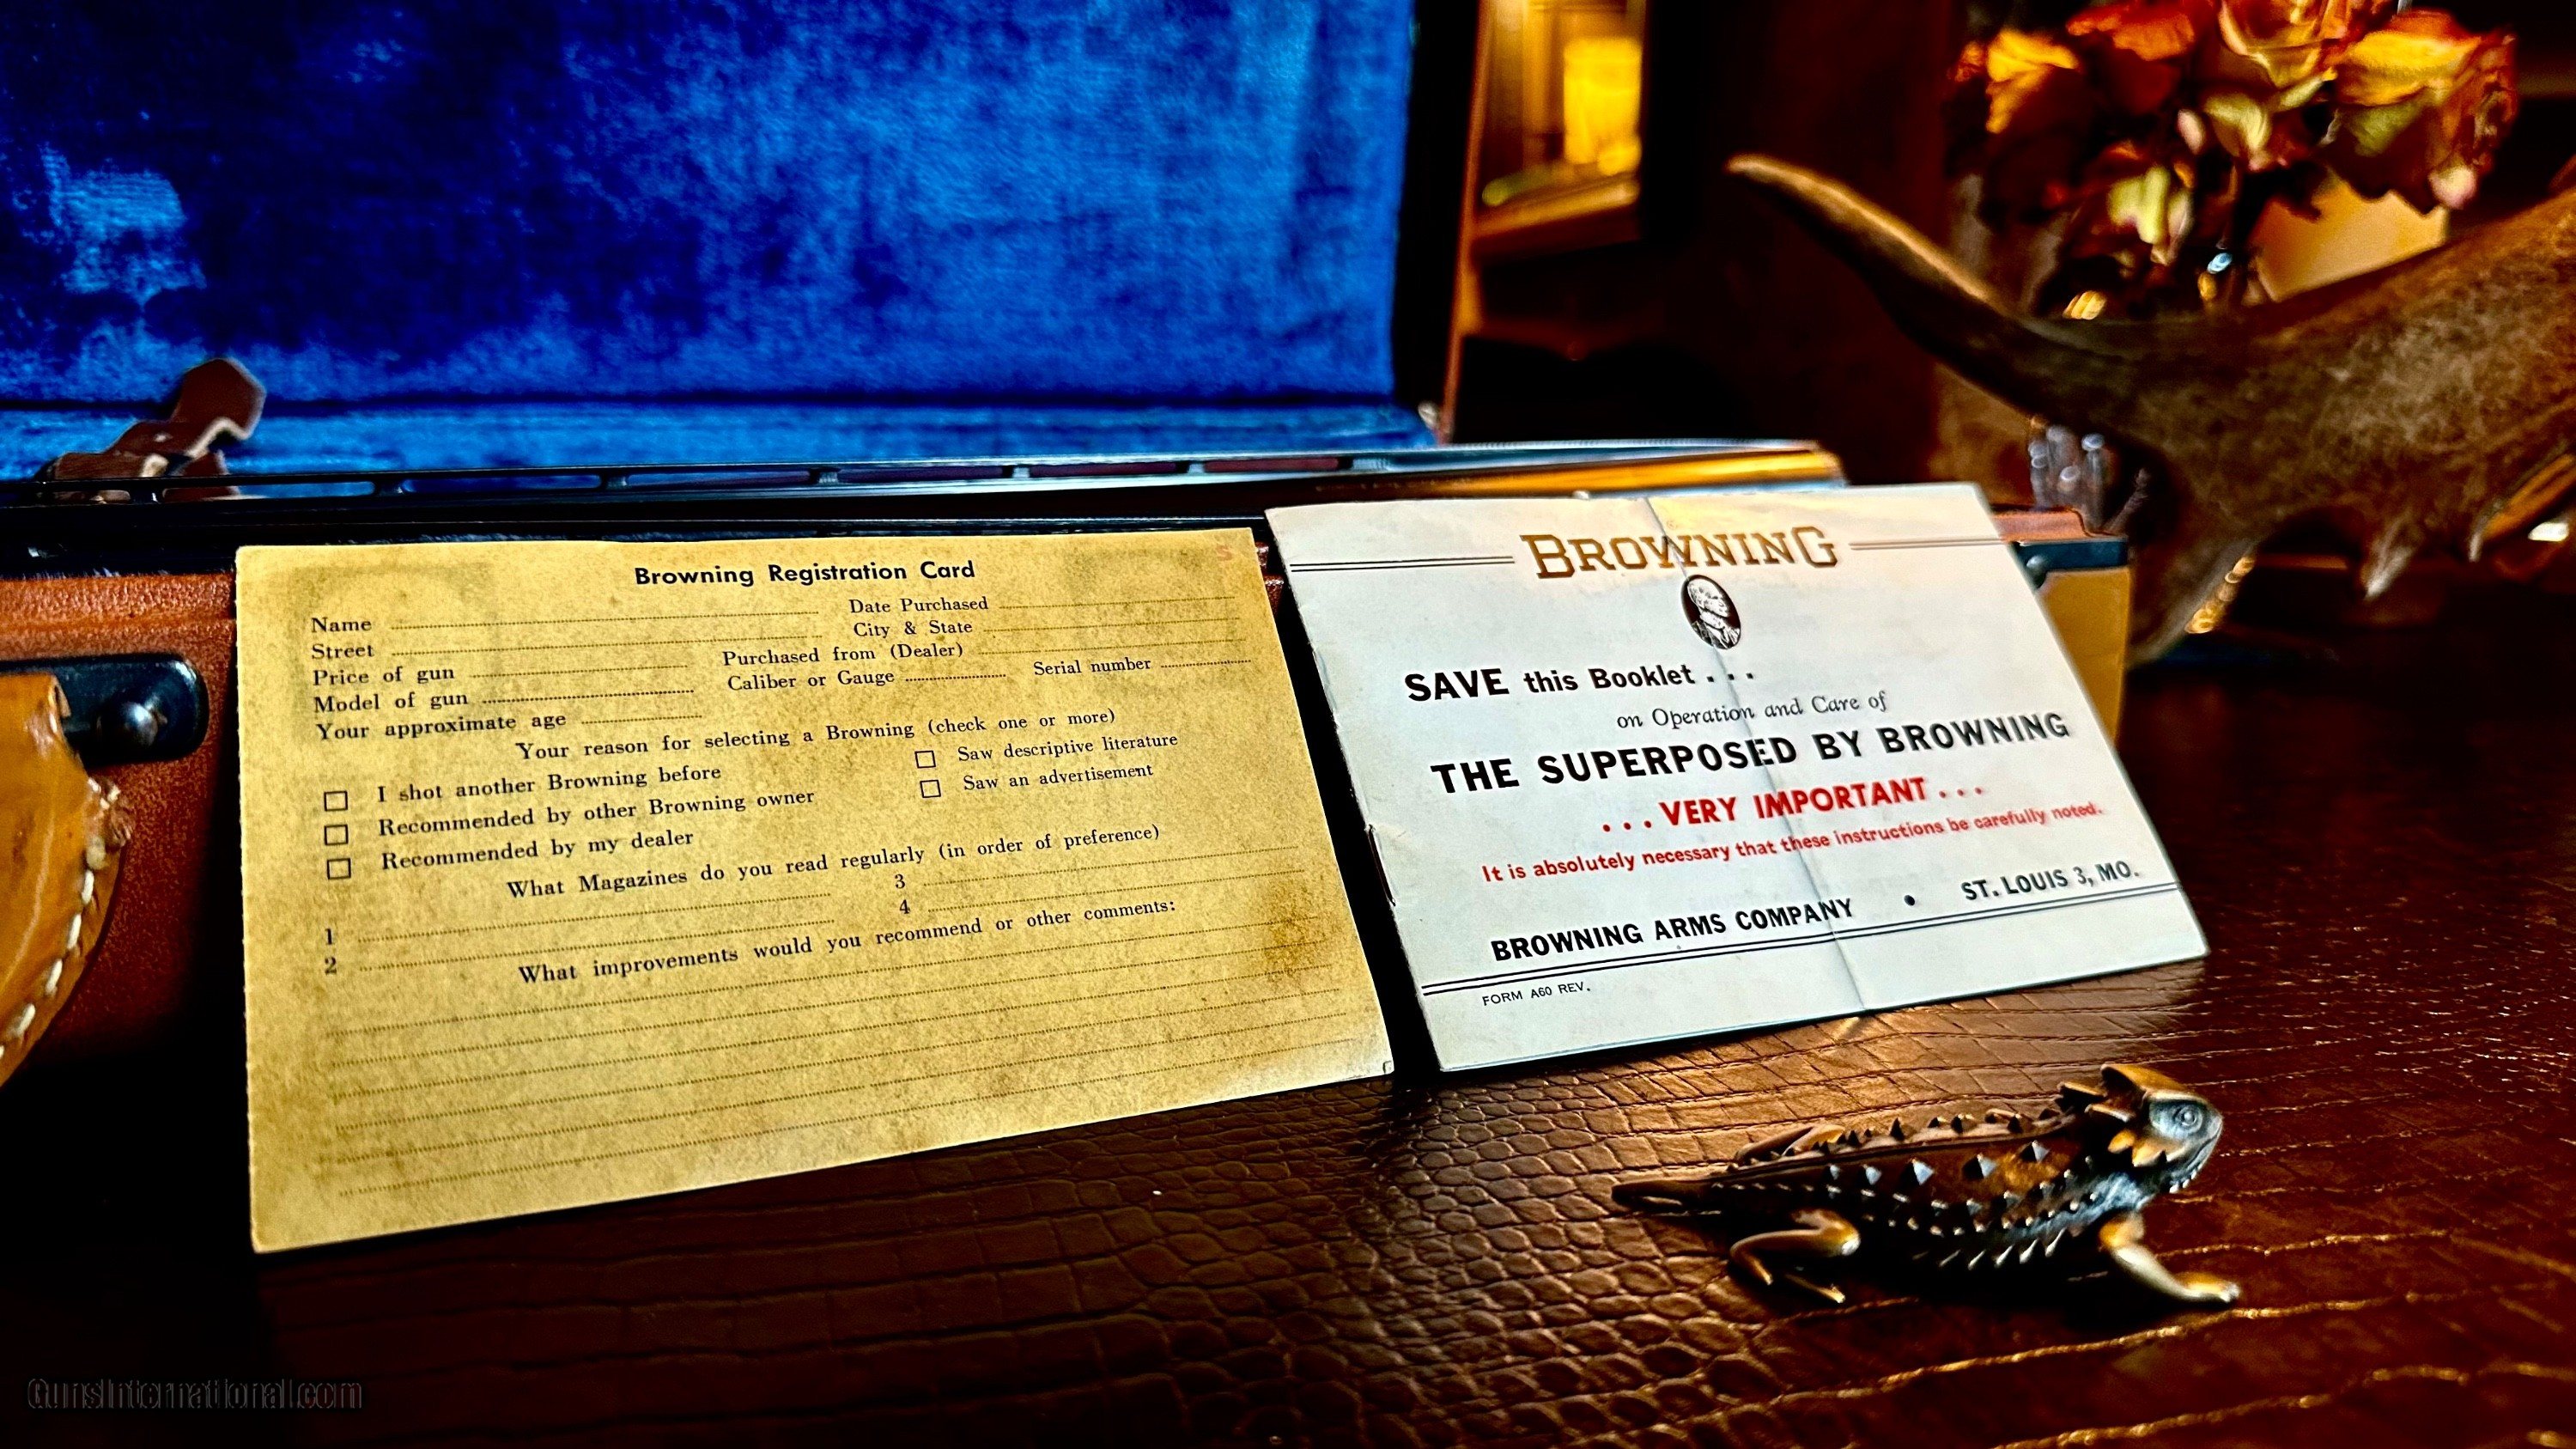 Browning Registration Card
Name Date Purchased
Street City & State
Price of gun Purchased from (Dealer)
Model of gun Caliber or Gauge Serial number
Your approximate age
Your reason for selecting a Browning (check one or more)
I shot another Browning before Saw descriptive literature
Recommended by other Browning owner Saw an advertisement
Recommended by my dealer
What Magazines do you read regularly (in order of preference)
1 3
2 4
What improvements would you recommend or other comments:
S
BROWNING
SAVE this Booklet . . .
on Operation and Care of
THE SUPERPOSED BY BROWNING
. . . VERY IMPORTANT . . .
It is absolutely necessary that these instructions be carefully noted.
BROWNING ARMS COMPANY • ST. LOUIS 3, MO.
FORM A60 REV.
GunsInternational.com